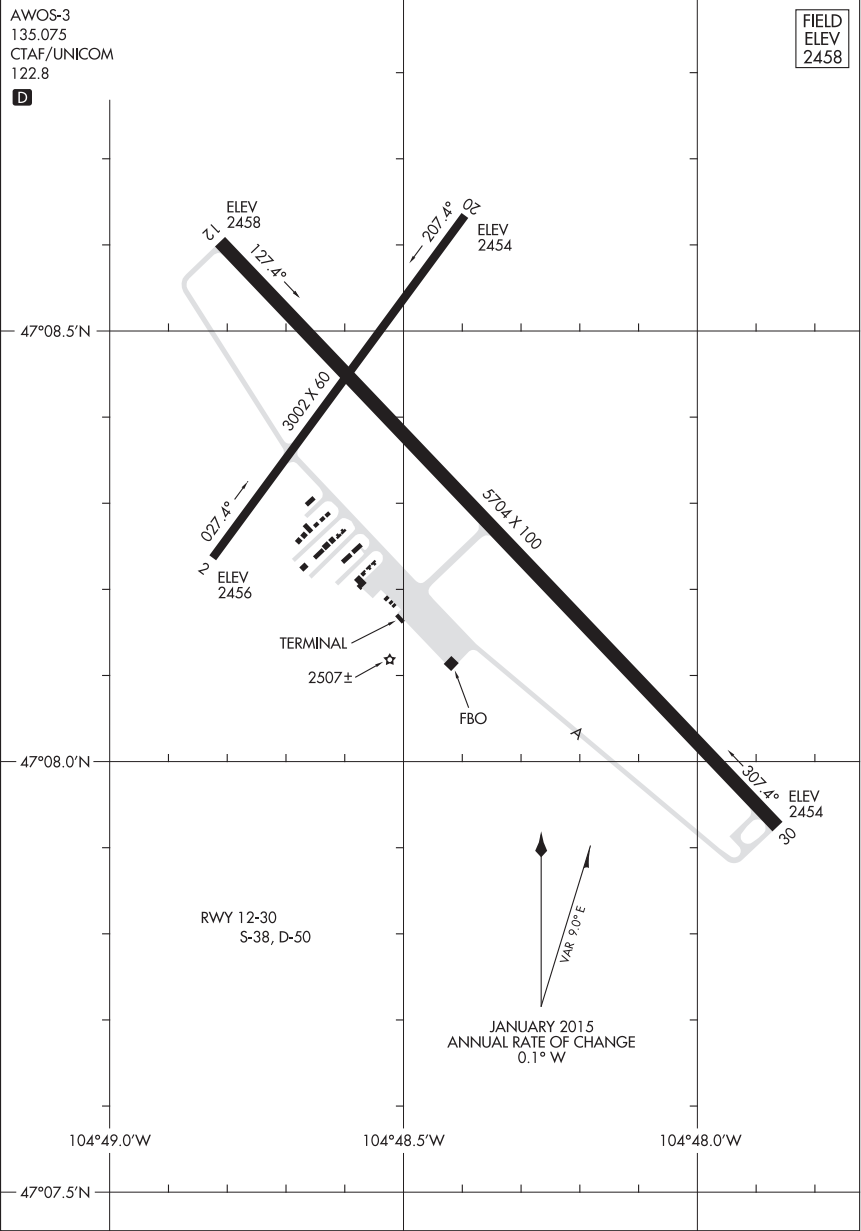 AWOS-3
135.075
CTAF/UNICOM
122.8
D
FIELD
ELEV
2458
12
ELEV
2458
127.4°
20
207.4°
ELEV
2454
47°08.5'N
3002 X 60
5704 X 100
027.4°
2
ELEV
2456
TERMINAL
2507±
FBO
A
47°08.0'N
307.4°
ELEV
2454
30
RWY 12-30
S-38, D-50
VAR 9.0° E
JANUARY 2015
ANNUAL RATE OF CHANGE
0.1° W
104°49.0'W
104°48.5'W
104°48.0'W
47°07.5'N